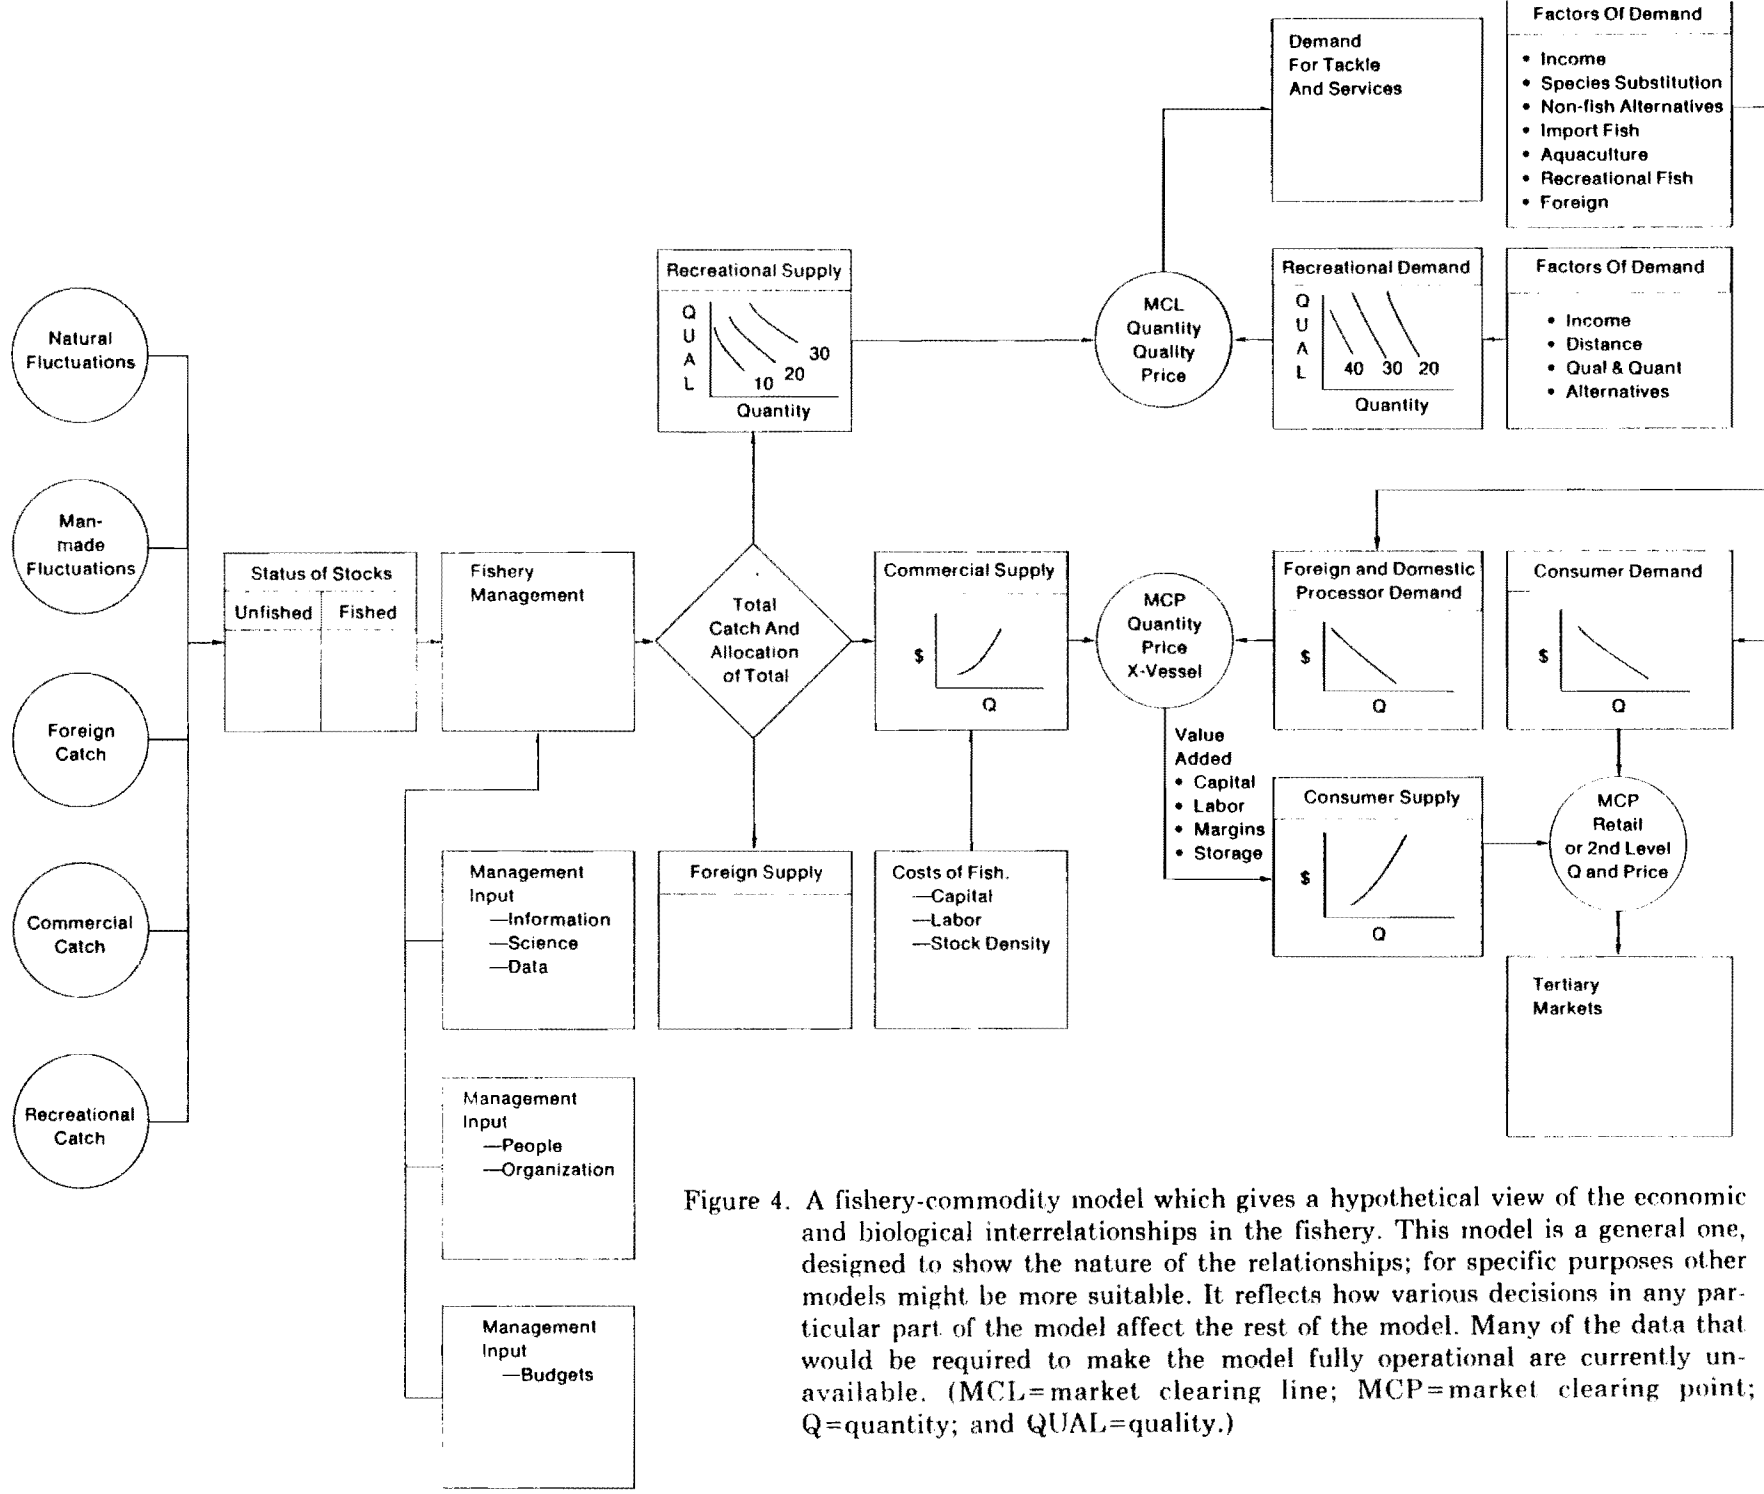 Natural
Fluctuations
Man-
made
Fluctuations
Foreign
Catch
Commercial
Catch
Recreational
Catch
Status of Stocks
Unfished
Fished
Fishery
Management
Management
Input
—Information
—Science
—Data
Management
Input
—People
—Organization
Management
Input
—Budgets
Recreational Supply
Q
U
A
L
10
20
30
Quantity
Total
Catch And
Allocation
of Total
Foreign Supply
Commercial Supply
$
Q
Costs of Fish.
—Capital
—Labor
—Stock Density
MCL
Quantity
Quality
Price
MCP
Quantity
Price
X-Vessel
Value
Added
• Capital
• Labor
• Margins
• Storage
Demand
For Tackle
And Services
Recreational Demand
Q
U
A
L
40 30 20
Quantity
Foreign and Domestic
Processor Demand
$
Q
Consumer Supply
$
Q
Factors Of Demand
• Income
• Species Substitution
• Non-fish Alternatives
• Import Fish
• Aquaculture
• Recreational Fish
• Foreign
Factors Of Demand
• Income
• Distance
• Qual & Quant
• Alternatives
Consumer Demand
$
Q
MCP
Retail
or 2nd Level
Q and Price
Tertiary
Markets
Figure 4. A fishery-commodity model which gives a hypothetical view of the economic
and biological interrelationships in the fishery. This model is a general one,
designed to show the nature of the relationships; for specific purposes other
models might be more suitable. It reflects how various decisions in any par-
ticular part of the model affect the rest of the model. Many of the data that
would be required to make the model fully operational are currently un-
available. (MCL=market clearing line; MCP=market clearing point;
Q=quantity; and QUAL=quality.)